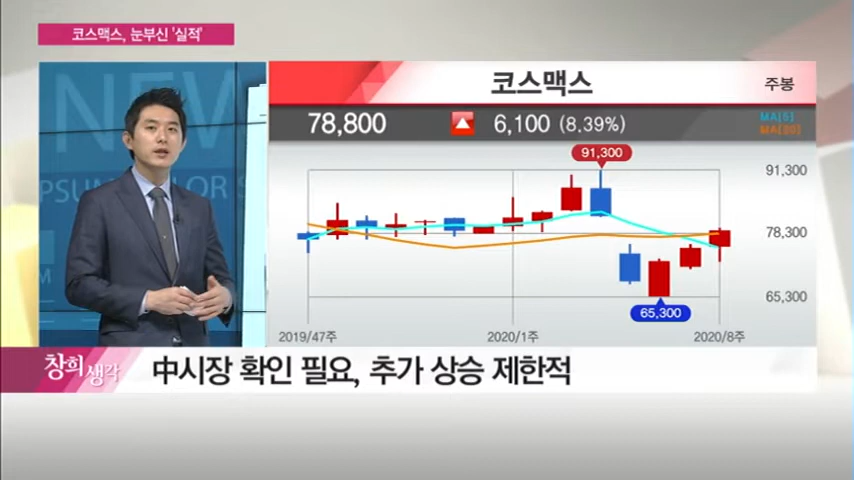 코스맥스, 눈부신 '실적'
NEW
PSUM
OR S
M
코스맥스
주봉
78,800
6,100 (8.39%)
MA[5]
MA[20]
91,300
91,300
78,300
65,300
65,300
2019/47주
2020/1주
2020/8주
창희생각
中시장 확인 필요, 추가 상승 제한적